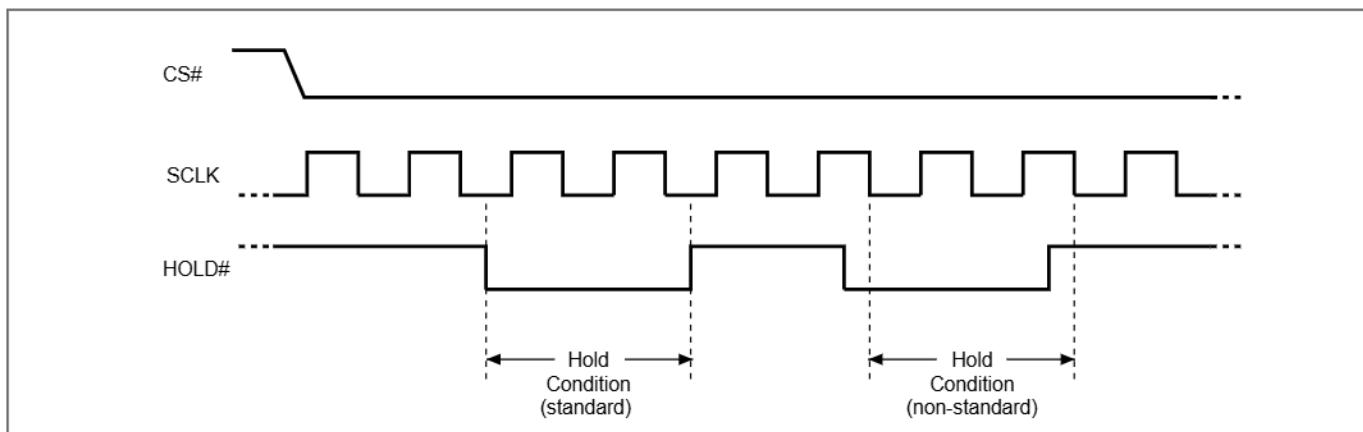 CS#
SCLK
HOLD#
Hold
Condition
(standard)
Hold
Condition
(non-standard)